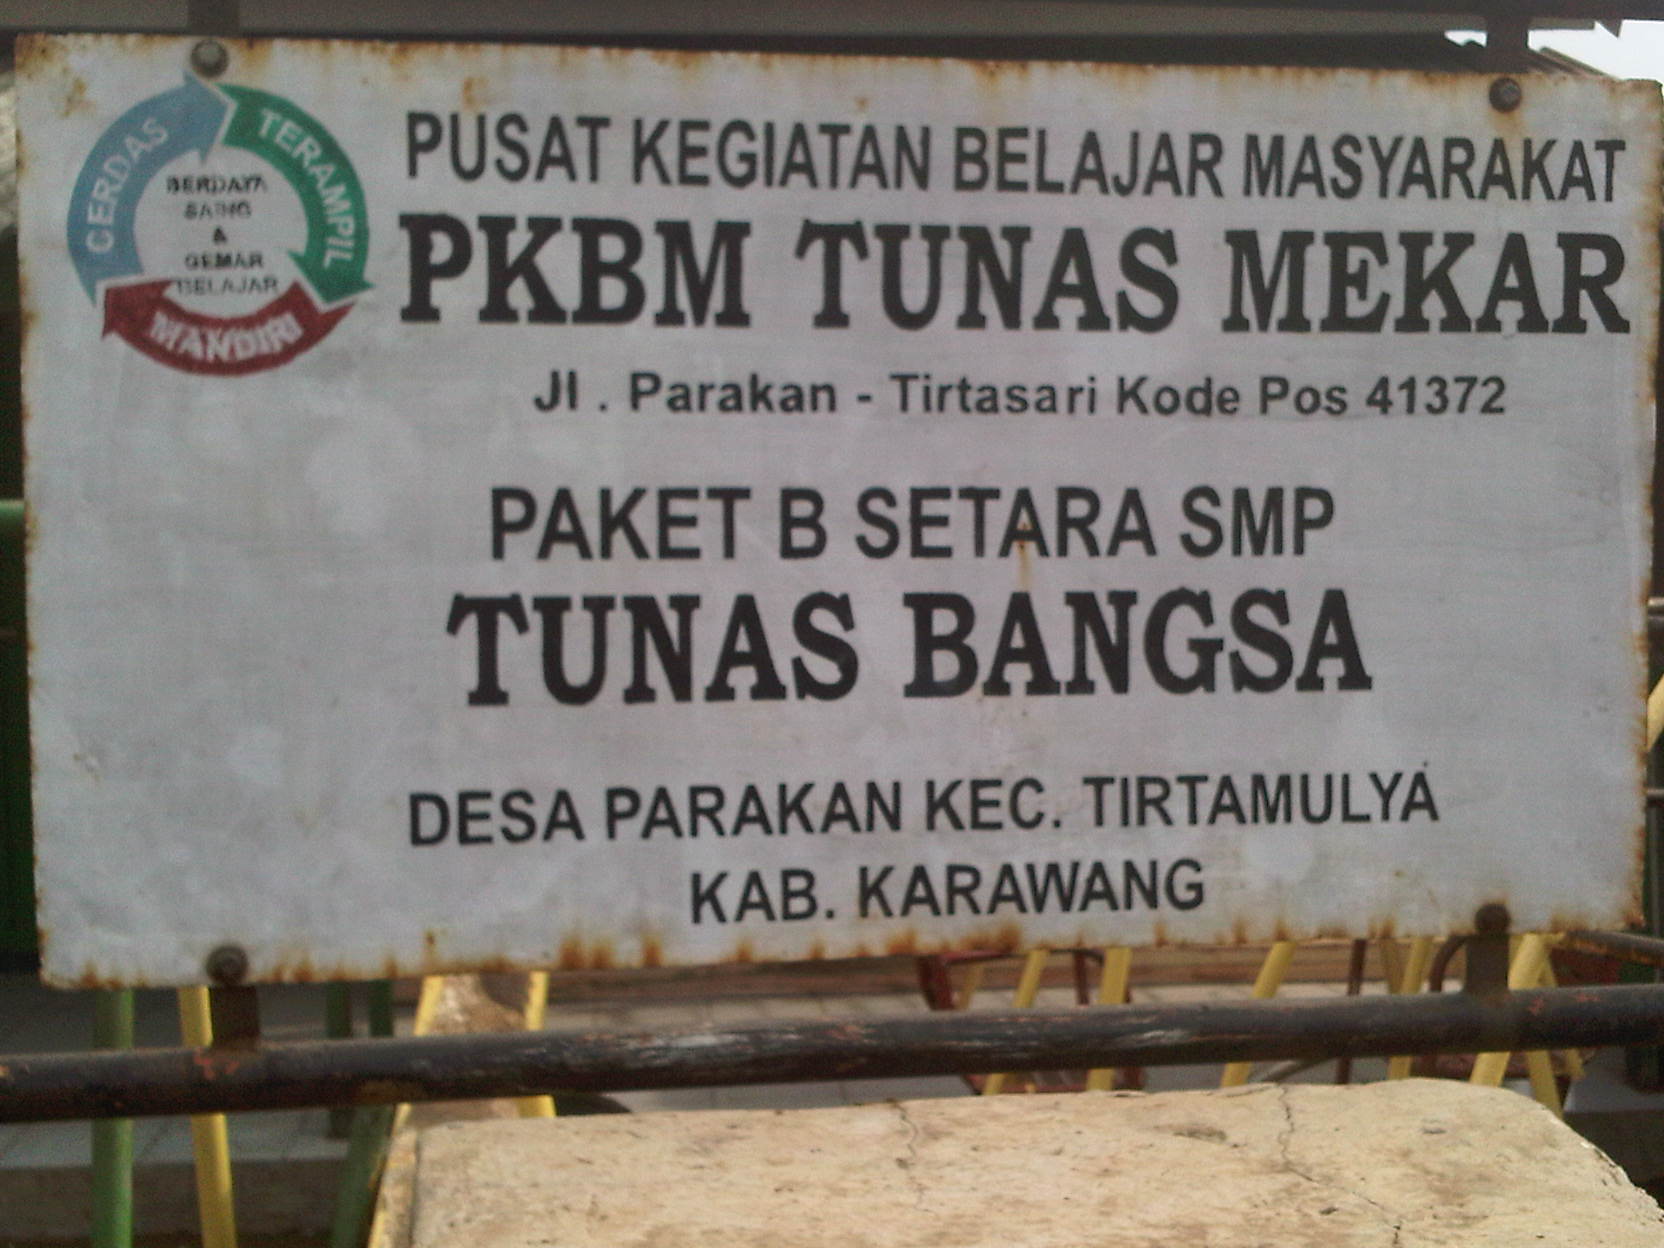 CERDAS
TERAMPIL
MANDIRI
BERDAYA
SAING
&
GEMAR
BELAJAR
PUSAT KEGIATAN BELAJAR MASYARAKAT
PKBM TUNAS MEKAR
Jl . Parakan - Tirtasari Kode Pos 41372
PAKET B SETARA SMP
TUNAS BANGSA
DESA PARAKAN KEC. TIRTAMULYA
KAB. KARAWANG